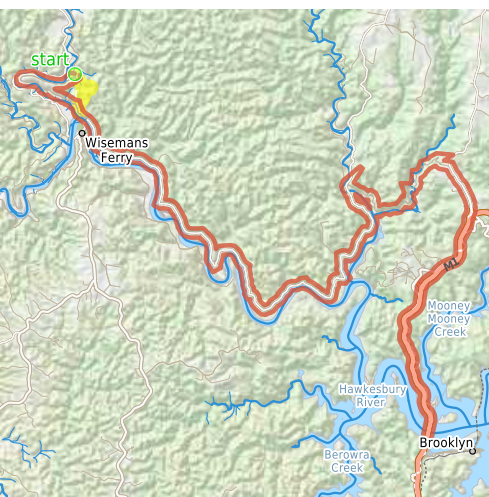 start
Wisemans
Ferry
M1
Mooney
Mooney
Creek
Hawkesbury
River
Brooklyn
Berowra
Creek